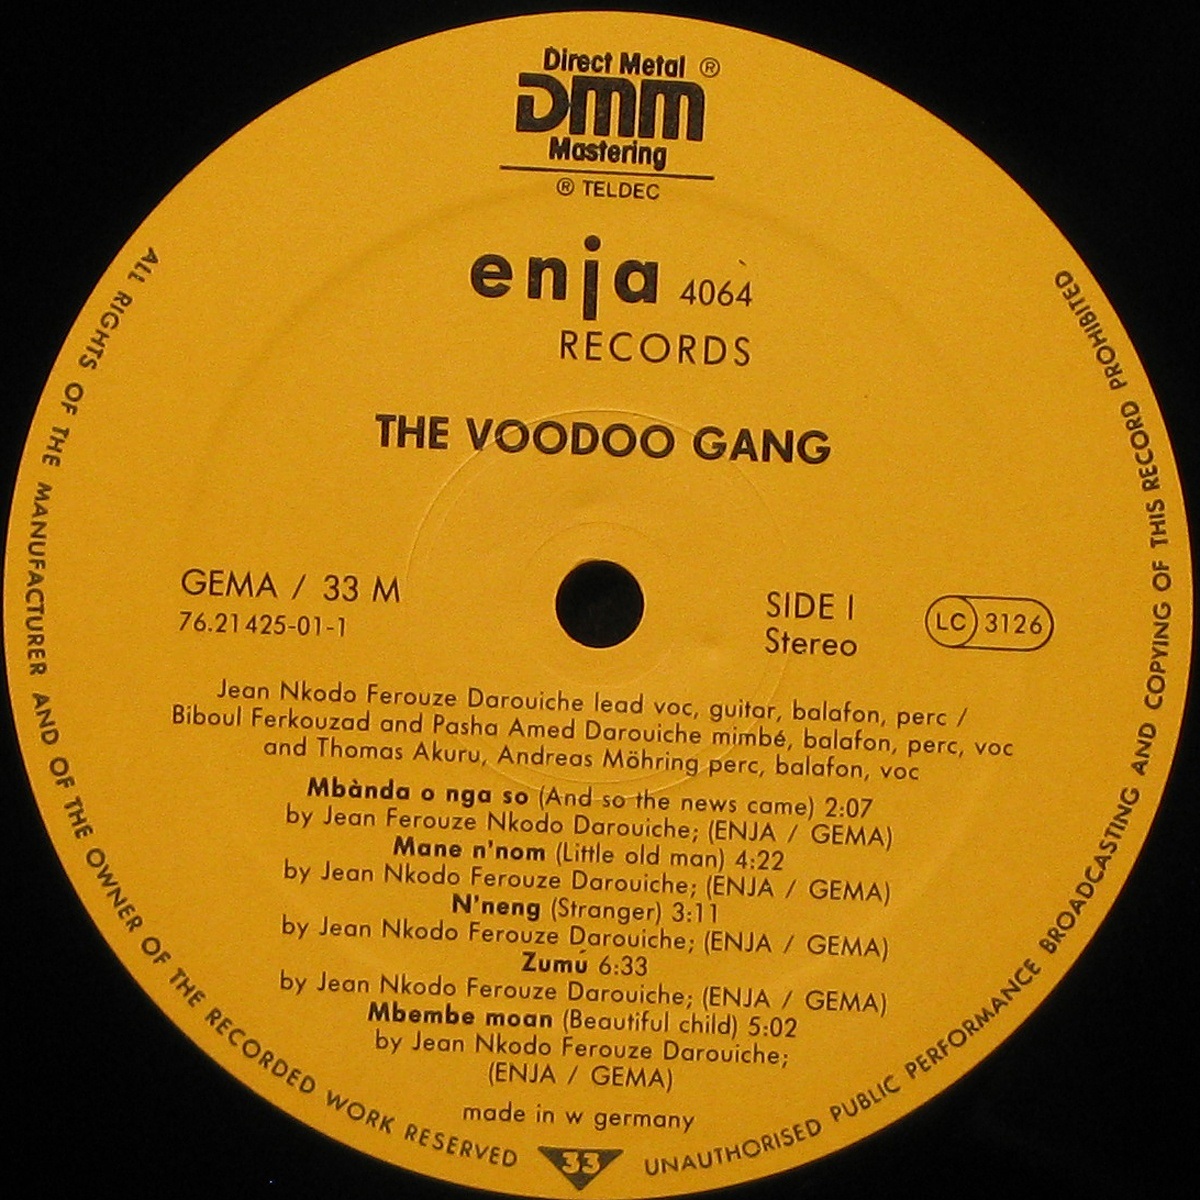 Direct Metal ®
DMM
Mastering
® TELDEC
enja 4064
RECORDS
THE VOODOO GANG
GEMA / 33 M
76.21425-01-1
SIDE I
Stereo
LC 3126
Jean Nkodo Ferouze Darouiche lead voc, guitar, balafon, perc /
Biboul Ferkouzad and Pasha Amed Darouiche mimbé, balafon, perc, voc
and Thomas Akuru, Andreas Möhring perc, balafon, voc
Mbànda o nga so (And so the news came) 2:07
by Jean Ferouze Nkodo Darouiche; (ENJA / GEMA)
Mane n'nom (Little old man) 4:22
by Jean Nkodo Ferouze Darouiche; (ENJA / GEMA)
N'neng (Stranger) 3:11
by Jean Nkodo Ferouze Darouiche; (ENJA / GEMA)
Zumú 6:33
by Jean Nkodo Ferouze Darouiche; (ENJA / GEMA)
Mbembe moan (Beautiful child) 5:02
by Jean Nkodo Ferouze Darouiche;
(ENJA / GEMA)
made in w germany
ALL RIGHTS OF THE MANUFACTURER AND OF THE OWNER OF THE RECORDED WORK RESERVED
33
UNAUTHORISED PUBLIC PERFORMANCE BROADCASTING AND COPYING OF THIS RECORD PROHIBITED